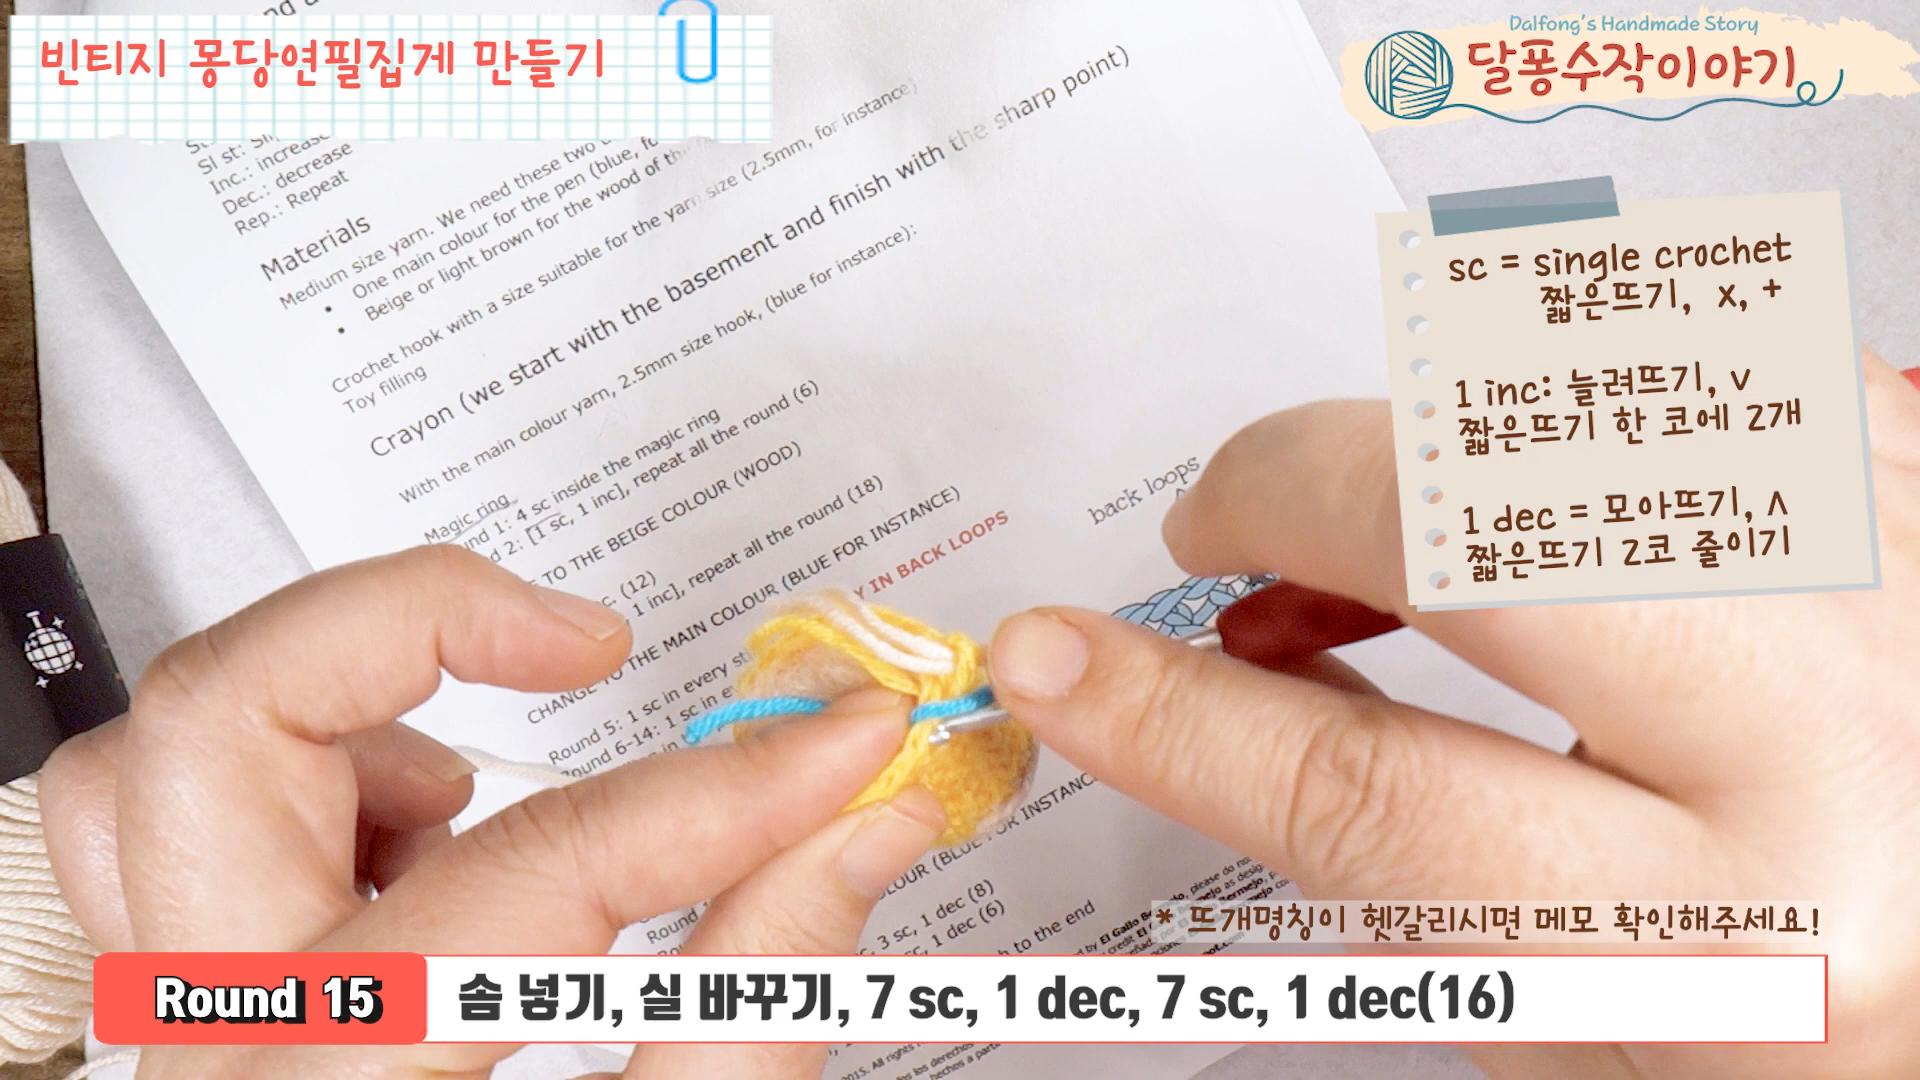 빈티지 몽당연필집게 만들기
Dalfong's Handmade Story
달퐁수작이야기
sc = single crochet
짧은뜨기, x, +
1 inc: 늘려뜨기, v
짧은뜨기 한 코에 2개
1 dec = 모아뜨기, ʌ
짧은뜨기 2코 줄이기
Inc.: increase
Dec.: decrease
Rep.: Repeat
Materials
Medium size yarn. We need these two
One main colour for the pen (blue,
Beige or light brown for the wood of
Crochet hook with a size suitable for the yarn size (2.5mm, for instance)
Toy filling
Crayon (we start with the basement and finish with the sharp point)
With the main colour yarn, 2.5mm size hook, (blue for instance):
Magic ring
1: 4 sc inside the magic ring
2: [1 sc, 1 inc], repeat all the round (6)
TO THE BEIGE COLOUR (WOOD)
(12)
1 inc], repeat all the round (18)
CHANGE TO THE MAIN COLOUR (BLUE FOR INSTANCE)
IN BACK LOOPS
back loops
Round 5: 1 sc in every
6-14: 1 sc in
3 sc, 1 dec (8)
1 dec (6)
to the end
* 뜨개명칭이 헷갈리시면 메모 확인해주세요!
Round 15
솜 넣기, 실 바꾸기, 7 sc, 1 dec, 7 sc, 1 dec(16)